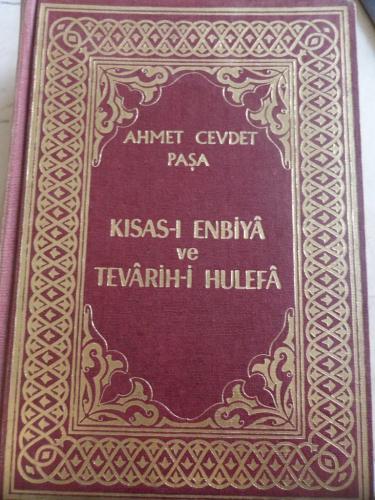 AHMET CEVDET
PAŞA
KISAS-I ENBİYÂ
ve
TEVÂRİH-İ HULEFÂ